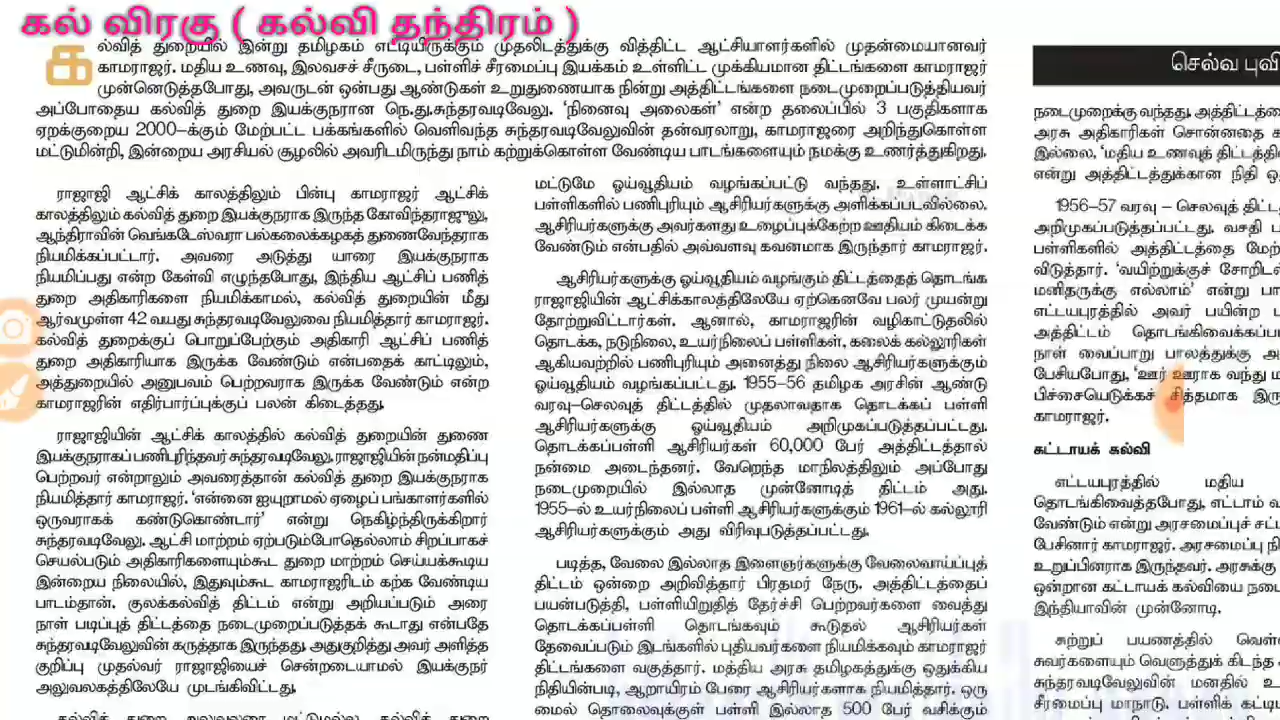 கல் விரகு ( கல்வி தந்திரம் )
கல்வித் துறையில் இன்று தமிழகம் எட்டியிருக்கும் முதலிடத்துக்கு வித்திட்ட ஆட்சியாளர்களில் முதன்மையானவர்
காமராஜர். மதிய உணவு, இலவசச் சீருடை, பள்ளிச் சீரமைப்பு இயக்கம் உள்ளிட்ட முக்கியமான திட்டங்களை காமராஜர்
முன்னெடுத்தபோது, அவருடன் ஒன்பது ஆண்டுகள் உறுதுணையாக நின்று அத்திட்டங்களை நடைமுறைப்படுத்தியவர்
அப்போதைய கல்வித் துறை இயக்குநரான நெ.து.சுந்தரவடிவேலு. ‘நினைவு அலைகள்’ என்ற தலைப்பில் 3 பகுதிகளாக
ஏறக்குறைய 2000-க்கும் மேற்பட்ட பக்கங்களில் வெளிவந்த சுந்தரவடிவேலுவின் தன்வரலாறு, காமராஜரை அறிந்துகொள்ள
மட்டுமின்றி, இன்றைய அரசியல் சூழலில் அவரிடமிருந்து நாம் கற்றுக்கொள்ள வேண்டிய பாடங்களையும் நமக்கு உணர்த்துகிறது.
ராஜாஜி ஆட்சிக் காலத்திலும் பின்பு காமராஜர் ஆட்சிக்
காலத்திலும் கல்வித் துறை இயக்குநராக இருந்த கோவிந்தராஜுலு,
ஆந்திராவின் வெங்கடேஸ்வரா பல்கலைக்கழகத் துணைவேந்தராக
நியமிக்கப்பட்டார். அவரை அடுத்து யாரை இயக்குநராக
நியமிப்பது என்ற கேள்வி எழுந்தபோது, இந்திய ஆட்சிப் பணித்
துறை அதிகாரிகளை நியமிக்காமல், கல்வித் துறையின் மீது
ஆர்வமுள்ள 42 வயது சுந்தரவடிவேலுவை நியமித்தார் காமராஜர்.
கல்வித் துறைக்குப் பொறுப்பேற்கும் அதிகாரி ஆட்சிப் பணித்
துறை அதிகாரியாக இருக்க வேண்டும் என்பதைக் காட்டிலும்,
அத்துறையில் அனுபவம் பெற்றவராக இருக்க வேண்டும் என்ற
காமராஜரின் எதிர்பார்ப்புக்குப் பலன் கிடைத்தது.
ராஜாஜியின் ஆட்சிக் காலத்தில் கல்வித் துறையின் துணை
இயக்குநராகப் பணிபுரிந்தவர் சுந்தரவடிவேலு. ராஜாஜியின் நன்மதிப்பு
பெற்றவர் என்றாலும் அவரைத்தான் கல்வித் துறை இயக்குநராக
நியமித்தார் காமராஜர். ‘என்னை ஐயுறாமல் ஏழைப் பங்காளர்களில்
ஒருவராகக் கண்டுகொண்டார்’ என்று நெகிழ்ந்திருக்கிறார்
சுந்தரவடிவேலு. ஆட்சி மாற்றம் ஏற்படும்போதெல்லாம் சிறப்பாகச்
செயல்படும் அதிகாரிகளையும்கூட துறை மாற்றம் செய்யக்கூடிய
இன்றைய நிலையில், இதுவும்கூட காமராஜரிடம் கற்க வேண்டிய
பாடம்தான். குலக்கல்வித் திட்டம் என்று அறியப்படும் அரை
நாள் படிப்புத் திட்டத்தை நடைமுறைப்படுத்தக் கூடாது என்பதே
சுந்தரவடிவேலுவின் கருத்தாக இருந்தது. அதுகுறித்து அவர் அளித்த
குறிப்பு முதல்வர் ராஜாஜியைச் சென்றடையாமல் இயக்குநர்
அலுவலகத்திலேயே முடங்கிவிட்டது.
மட்டுமே ஓய்வூதியம் வழங்கப்பட்டு வந்தது. உள்ளாட்சிப்
பள்ளிகளில் பணிபுரியும் ஆசிரியர்களுக்கு அளிக்கப்படவில்லை.
ஆசிரியர்களுக்கு அவர்களது உழைப்புக்கேற்ற ஊதியம் கிடைக்க
வேண்டும் என்பதில் அவ்வளவு கவனமாக இருந்தார் காமராஜர்.
ஆசிரியர்களுக்கு ஓய்வூதியம் வழங்கும் திட்டத்தைத் தொடங்க
ராஜாஜியின் ஆட்சிக்காலத்திலேயே ஏற்கெனவே பலர் முயன்று
தோற்றுவிட்டார்கள். ஆனால், காமராஜரின் வழிகாட்டுதலில்
தொடக்க, நடுநிலை, உயர்நிலைப் பள்ளிகள், கலைக் கல்லூரிகள்
ஆகியவற்றில் பணிபுரியும் அனைத்து நிலை ஆசிரியர்களுக்கும்
ஓய்வூதியம் வழங்கப்பட்டது. 1955-56 தமிழக அரசின் ஆண்டு
வரவு-செலவுத் திட்டத்தில் முதலாவதாக தொடக்கப் பள்ளி
ஆசிரியர்களுக்கு ஓய்வூதியம் அறிமுகப்படுத்தப்பட்டது.
தொடக்கப்பள்ளி ஆசிரியர்கள் 60,000 பேர் அத்திட்டத்தால்
நன்மை அடைந்தனர். வேறெந்த மாநிலத்திலும் அப்போது
நடைமுறையில் இல்லாத முன்னோடித் திட்டம் அது.
1955-ல் உயர்நிலைப் பள்ளி ஆசிரியர்களுக்கும் 1961-ல் கல்லூரி
ஆசிரியர்களுக்கும் அது விரிவுபடுத்தப்பட்டது.
படித்த, வேலை இல்லாத இளைஞர்களுக்கு வேலைவாய்ப்புத்
திட்டம் ஒன்றை அறிவித்தார் பிரதமர் நேரு. அத்திட்டத்தைப்
பயன்படுத்தி, பள்ளியிறுதித் தேர்ச்சி பெற்றவர்களை வைத்து
தொடக்கப்பள்ளி தொடங்கவும் கூடுதல் ஆசிரியர்கள்
தேவைப்படும் இடங்களில் புதியவர்களை நியமிக்கவும் காமராஜர்
திட்டங்களை வகுத்தார். மத்திய அரசு தமிழகத்துக்கு ஒதுக்கிய
நிதியின்படி, ஆறாயிரம் பேரை ஆசிரியர்களாக நியமித்தார். ஒரு
மைல் தொலைவுக்குள் பள்ளி இல்லாத 500 பேர் வசிக்கும்
செல்வ புவி
நடைமுறைக்கு வந்தது.
அரசு அதிகாரிகள் சொன்னதை
இல்லை. ‘மதிய உணவுத்
என்று அத்திட்டத்துக்கான நிதி
1956-57 வரவு - செலவுத்
அறிமுகப்படுத்தப்பட்டது. வசதி
பள்ளிகளில் அத்திட்டத்தை
விடுத்தார். ‘வயிற்றுக்குச்
மனிதருக்கு எல்லாம்’ என்று
எட்டயபுரத்தில் அவர் பயின்ற
அத்திட்டம்
நாள் வைப்பாறு பாலத்துக்கு
பேசியபோது, ‘ஊர் ஊராக வந்து
பிச்சையெடுக்கச் சித்தமாக
காமராஜர்.
கட்டாயக் கல்வி
எட்டயபுரத்தில் மதிய
தொடங்கிவைத்தபோது, எட்டாம்
வேண்டும் என்று அரசமைப்புச்
பேசினார் காமராஜர். அரசமைப்பு
உறுப்பினராக இருந்தவர். அரசுக்கு
ஒன்றான கட்டாயக் கல்வியை
இந்தியாவின் முன்னோடி.
சுற்றுப் பயணத்தில்
சுவர்களையும் வெளுத்துக் கிடந்த
சுந்தரவடிவேலுவின் மனதில்
சீரமைப்பு மாநாடு. பள்ளிக்